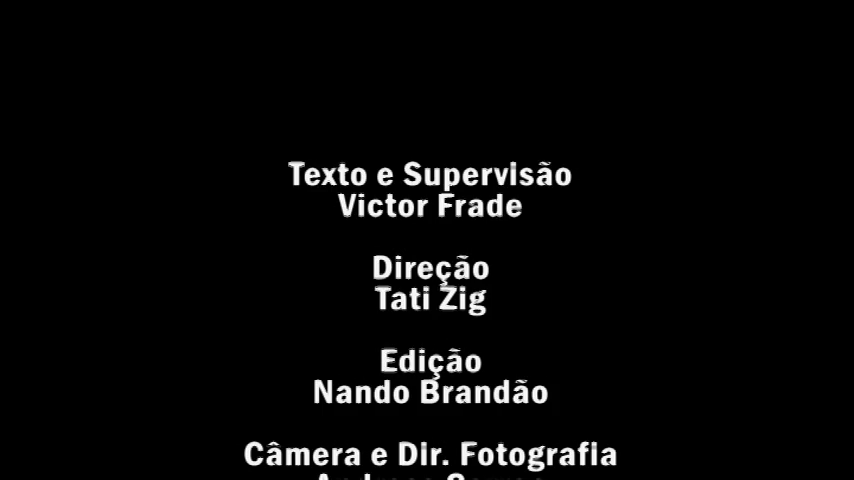 Texto e Supervisão
Victor Frade
Direção
Tati Zig
Edição
Nando Brandão
Câmera e Dir. Fotografia